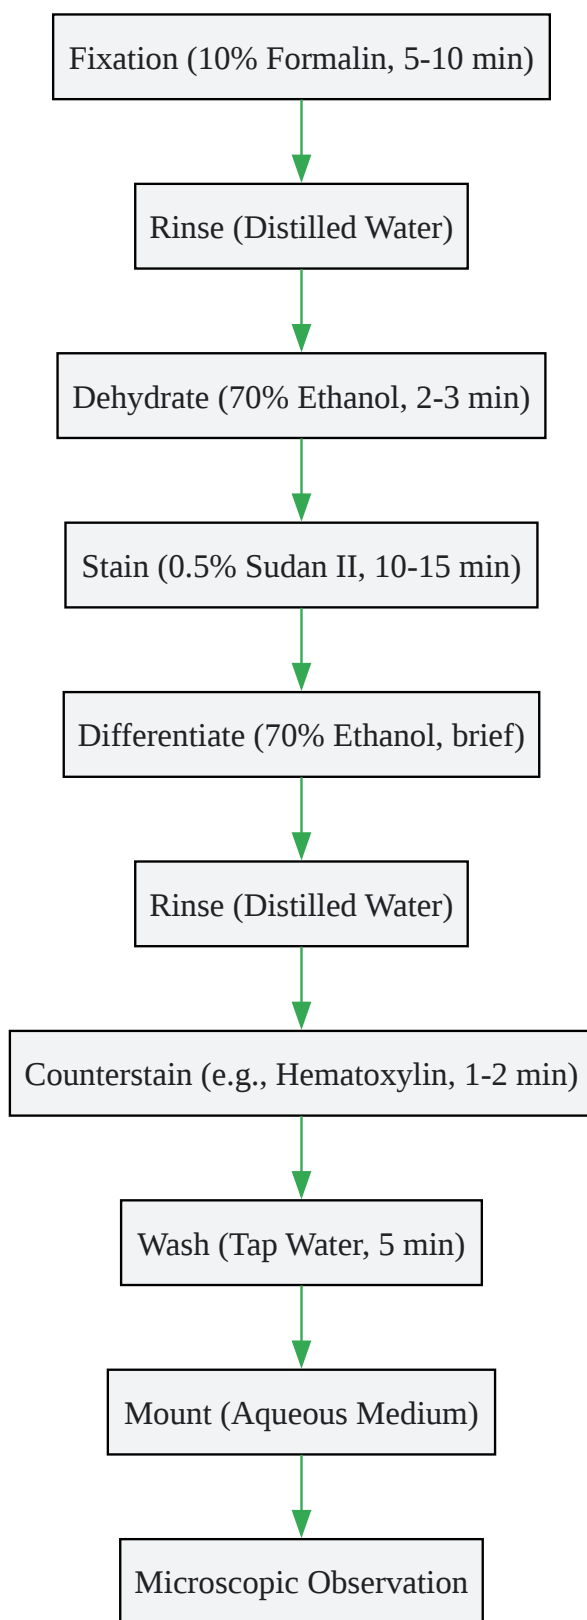 Fixation (10% Formalin, 5-10 min)
Rinse (Distilled Water)
Dehydrate (70% Ethanol, 2-3 min)
Stain (0.5% Sudan II, 10-15 min)
Differentiate (70% Ethanol, brief)
Rinse (Distilled Water)
Counterstain (e.g., Hematoxylin, 1-2 min)
Wash (Tap Water, 5 min)
Mount (Aqueous Medium)
Microscopic Observation